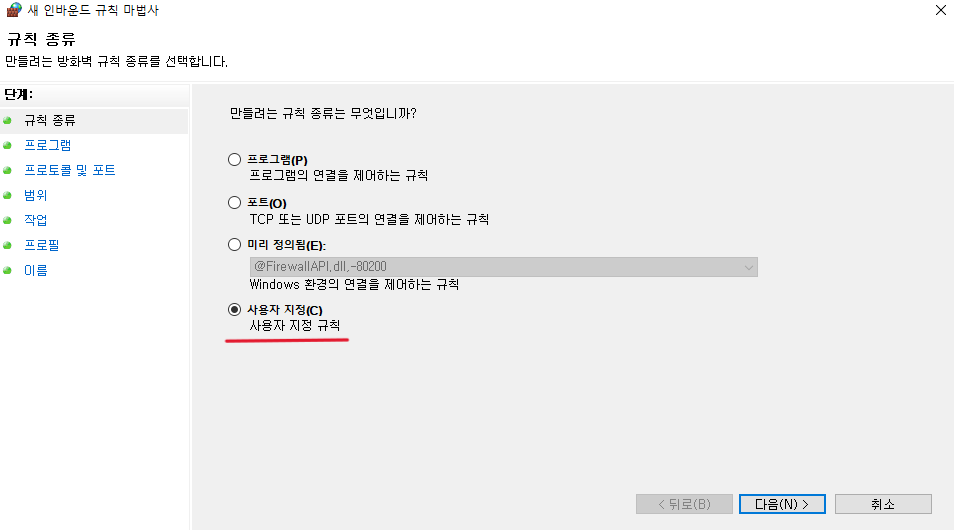 새 인바운드 규칙 마법사
규칙 종류
만들려는 방화벽 규칙 종류를 선택합니다.
단계:
규칙 종류
프로그램
프로토콜 및 포트
범위
작업
프로필
이름
만들려는 규칙 종류는 무엇입니까?
프로그램(P)
프로그램의 연결을 제어하는 규칙
포트(O)
TCP 또는 UDP 포트의 연결을 제어하는 규칙
미리 정의됨(E):
@FirewallAPI.dll,-80200
Windows 환경의 연결을 제어하는 규칙
사용자 지정(C)
사용자 지정 규칙
< 뒤로(B) 다음(N) > 취소